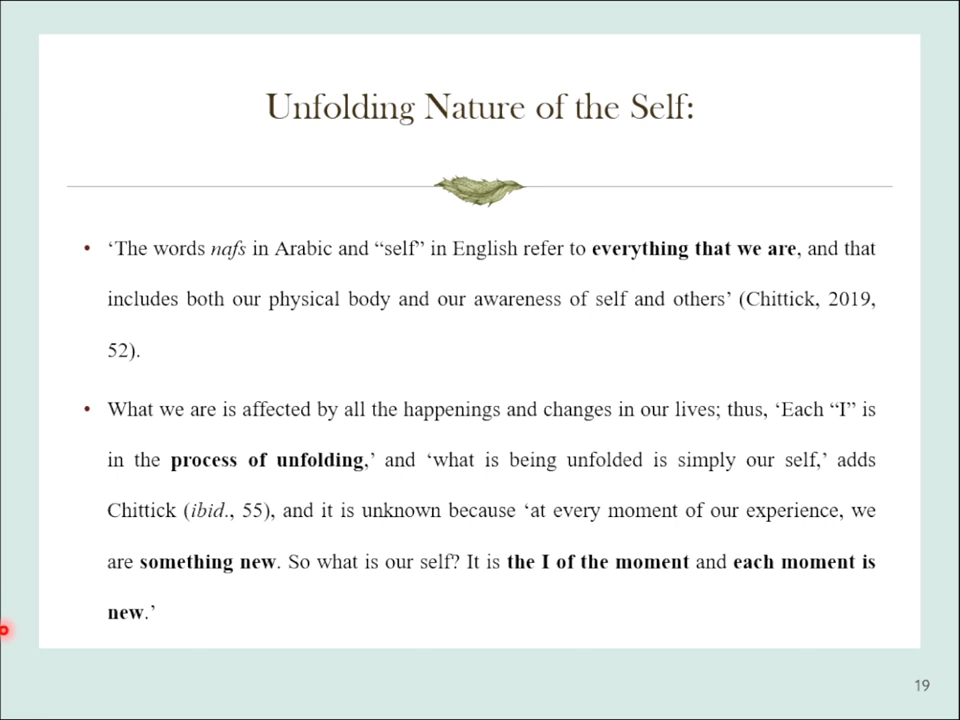 Unfolding Nature of the Self:
• ‘The words nafs in Arabic and “self” in English refer to everything that we are, and that
includes both our physical body and our awareness of self and others’ (Chittick, 2019,
52).
• What we are is affected by all the happenings and changes in our lives; thus, ‘Each “I” is
in the process of unfolding,’ and ‘what is being unfolded is simply our self,’ adds
Chittick (ibid., 55), and it is unknown because ‘at every moment of our experience, we
are something new. So what is our self? It is the I of the moment and each moment is
new.’
19